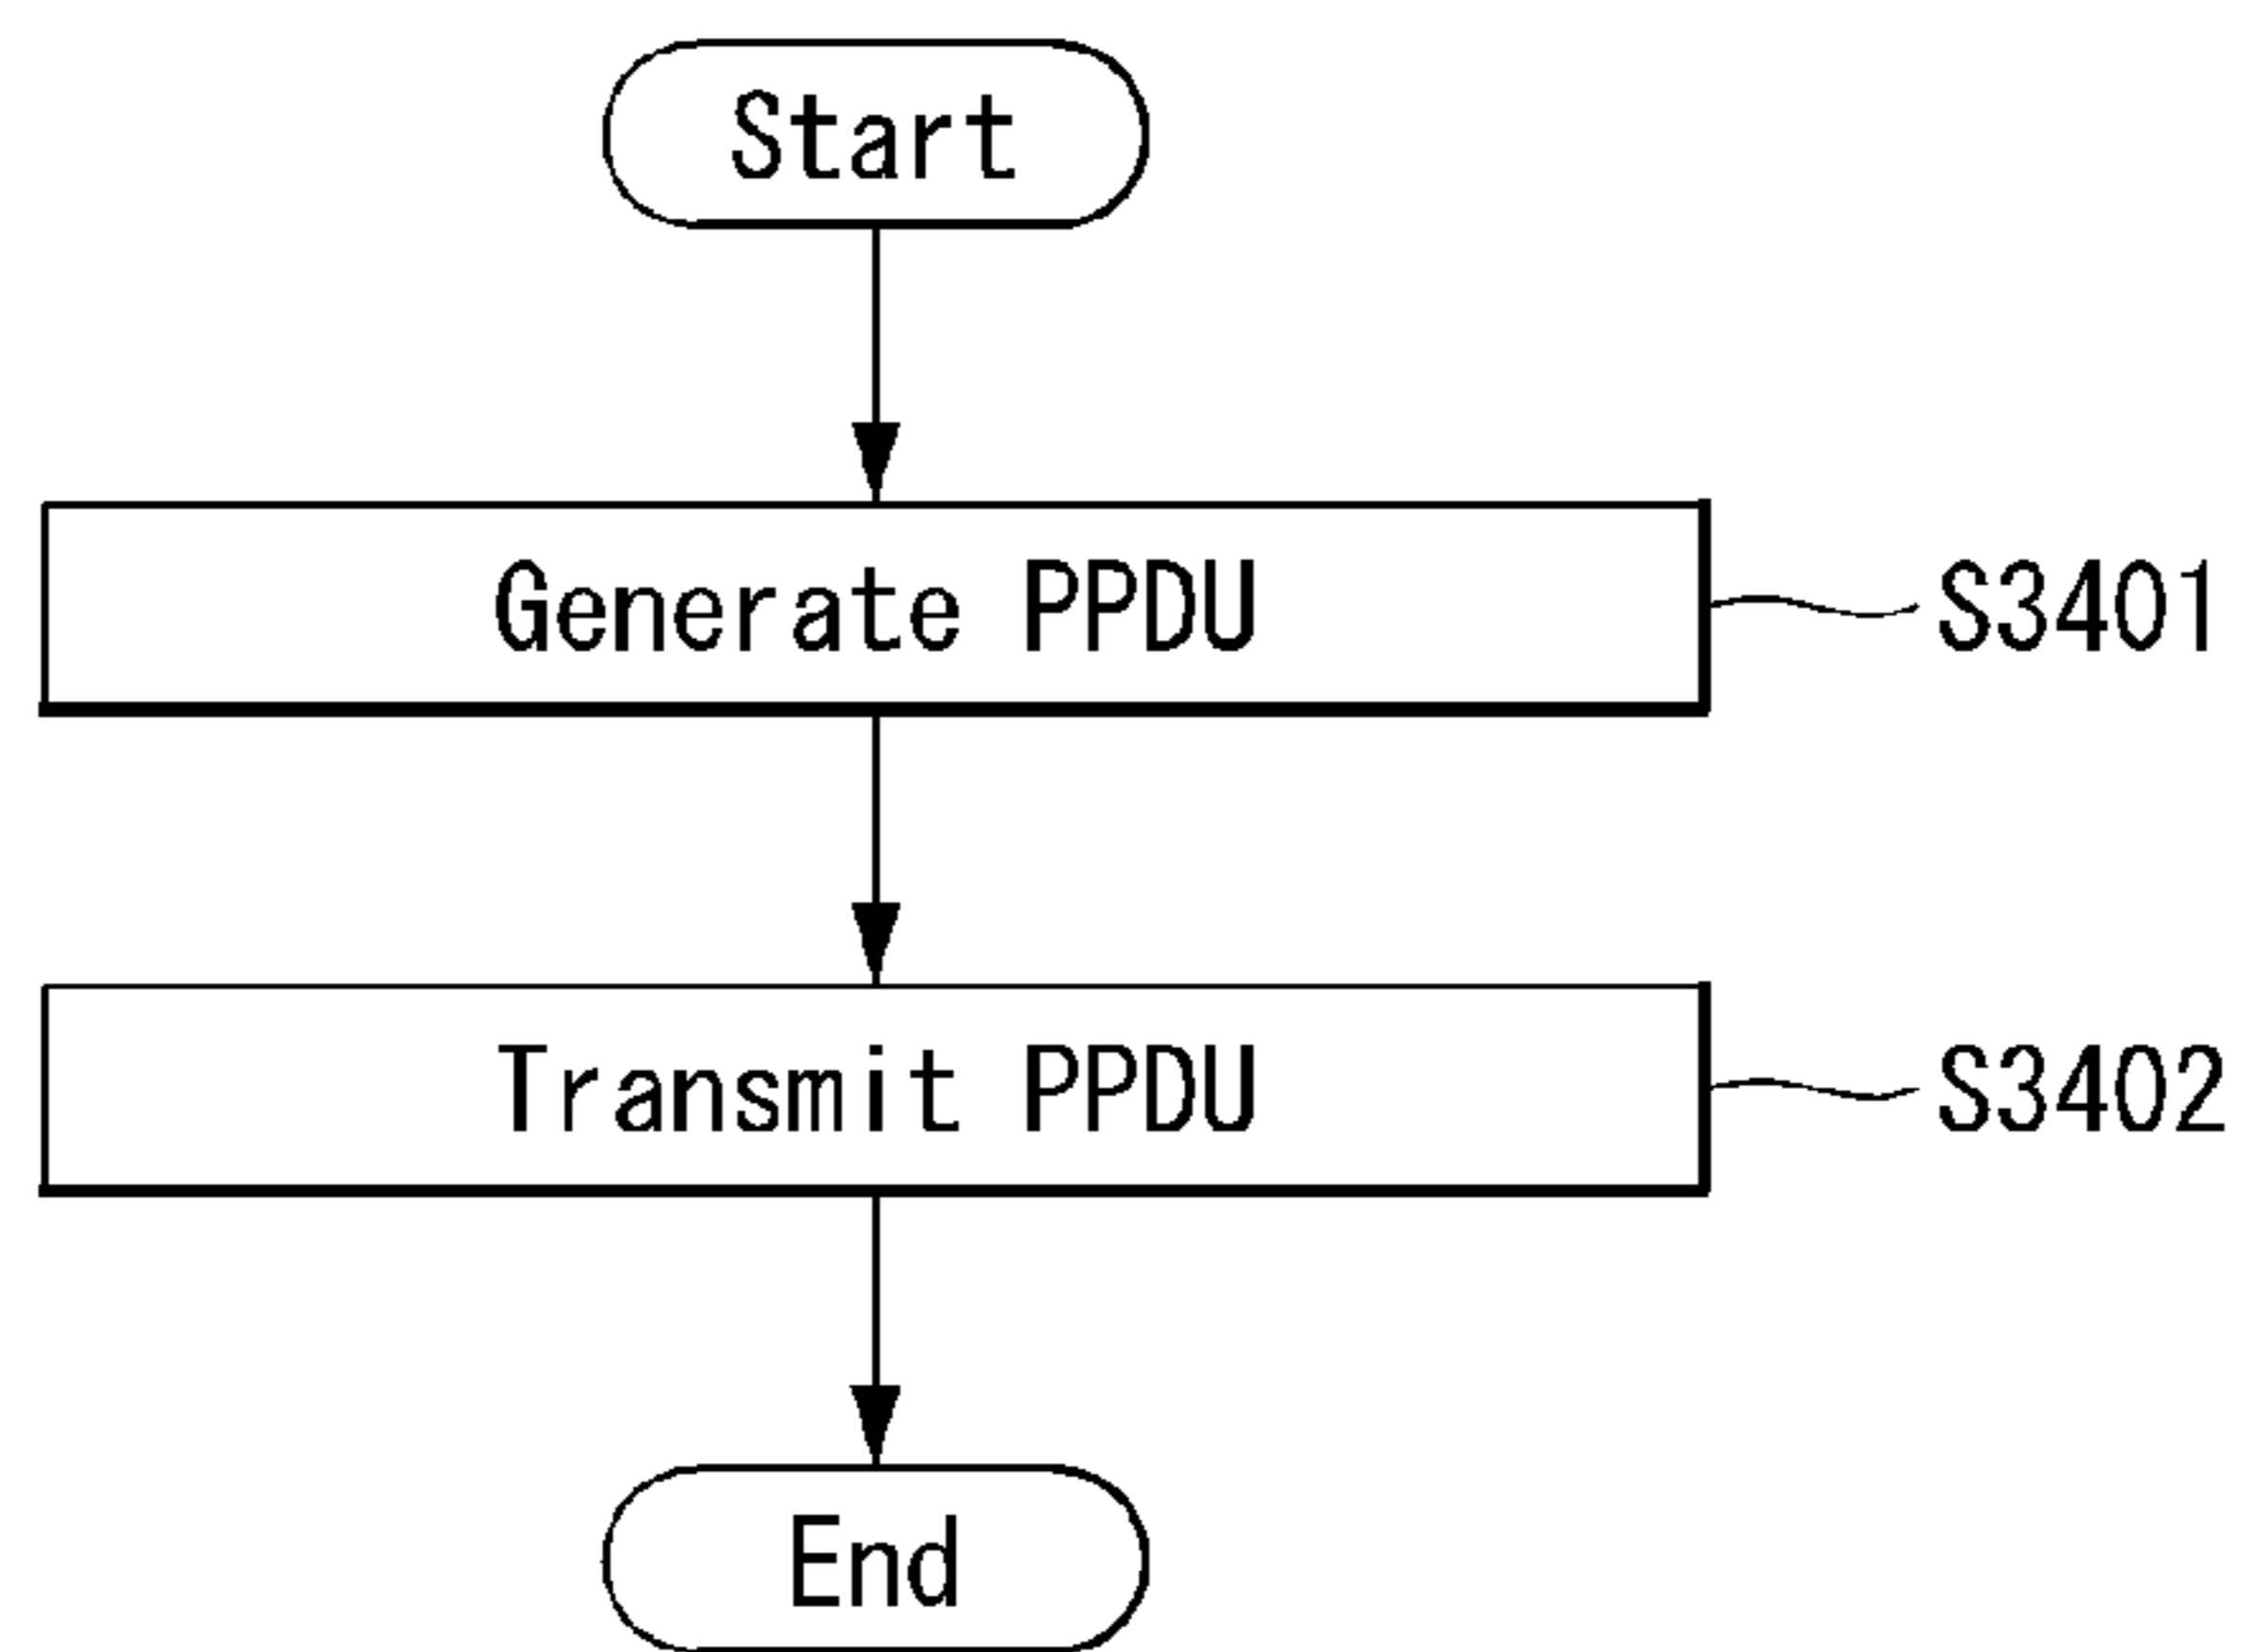 Start
Generate PPDU
S3401
Transmit PPDU
S3402
End